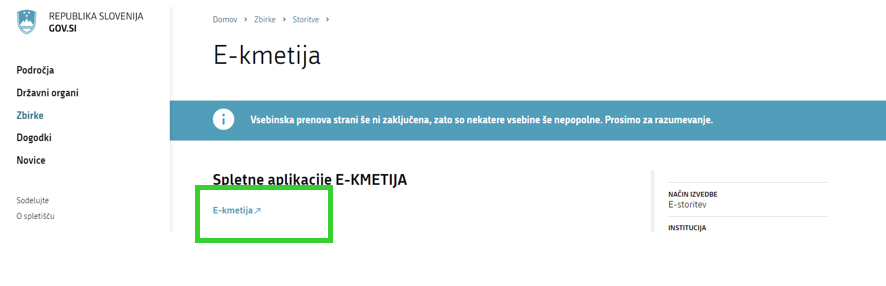 REPUBLIKA SLOVENIJA
GOV.SI
Področja
Državni organi
Zbirke
Dogodki
Novice
Sodelujte
O spletišču
Domov > Zbirke > Storitve >
E-kmetija
Vsebinska prenova strani še ni zaključena, zato so nekatere vsebine še nepopolne. Prosimo za razumevanje.
Spletne aplikacije E-KMETIJA
E-kmetija
NAČIN IZVEDBE
E-storitev
INSTITUCIJA